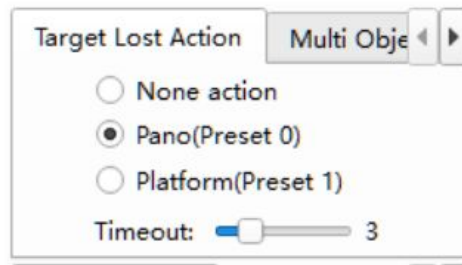 Target Lost Action Multi Obje
None action
Pano(Preset 0)
Platform(Preset 1)
Timeout: 3